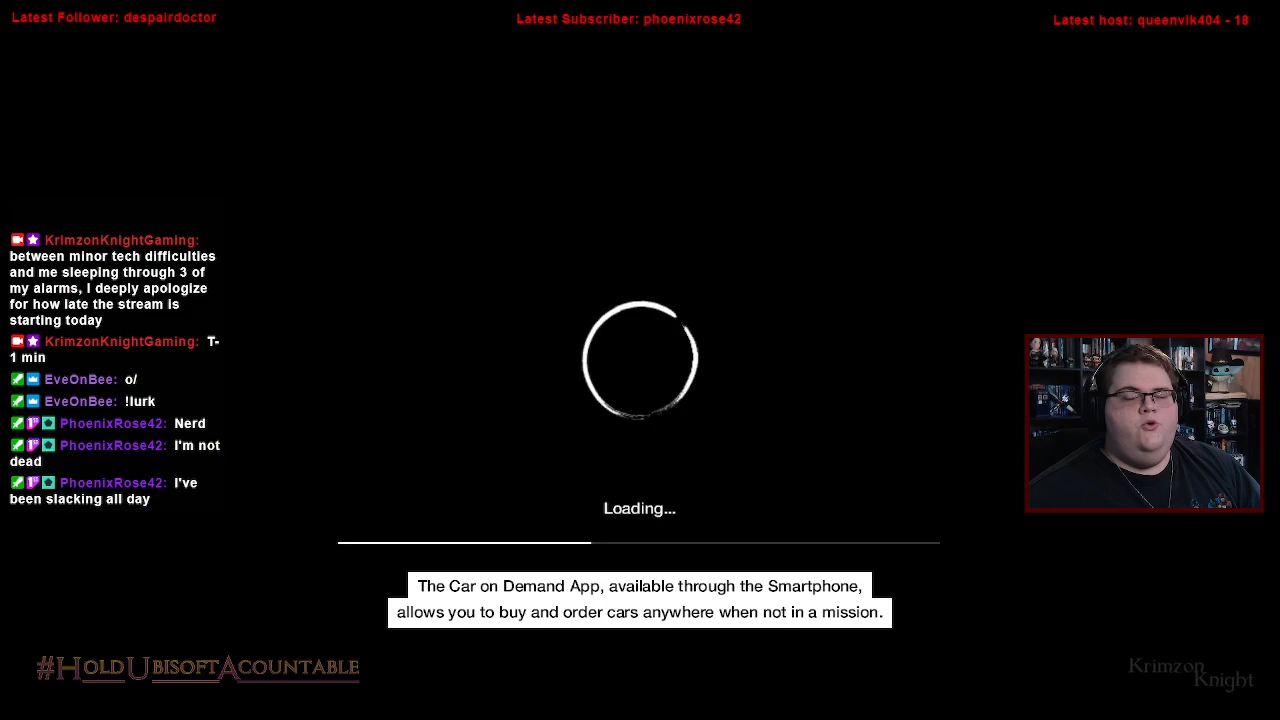 Latest Follower: despairdoctor
Latest Subscriber: phoenixrose42
Latest host: queenvik404 - 18
KrimzonKnightGaming:
between minor tech difficulties
and me sleeping through 3 of
my alarms, I deeply apologize
for how late the stream is
starting today
KrimzonKnightGaming: T-
1 min
EveOnBee: o/
EveOnBee: !lurk
PhoenixRose42: Nerd
PhoenixRose42: I'm not
dead
PhoenixRose42: I've
been slacking all day
Loading...
The Car on Demand App, available through the Smartphone,
allows you to buy and order cars anywhere when not in a mission.
#HoldUbisoftAcountable
Krimzon
Knight